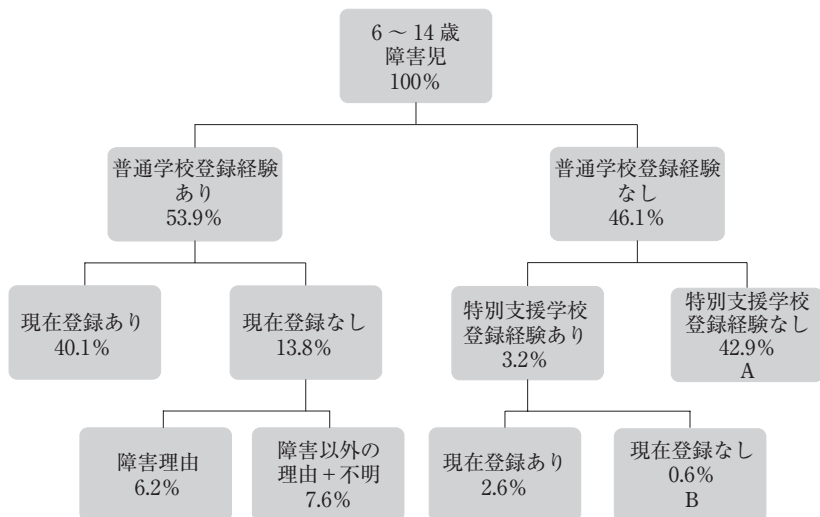 6～14歳
障害児
100%
普通学校登録経験
あり
53.9%
普通学校登録経験
なし
46.1%
現在登録あり
40.1%
現在登録なし
13.8%
特別支援学校
登録経験あり
3.2%
特別支援学校
登録経験なし
42.9%
A
障害理由
6.2%
障害以外の
理由+不明
7.6%
現在登録あり
2.6%
現在登録なし
0.6%
B